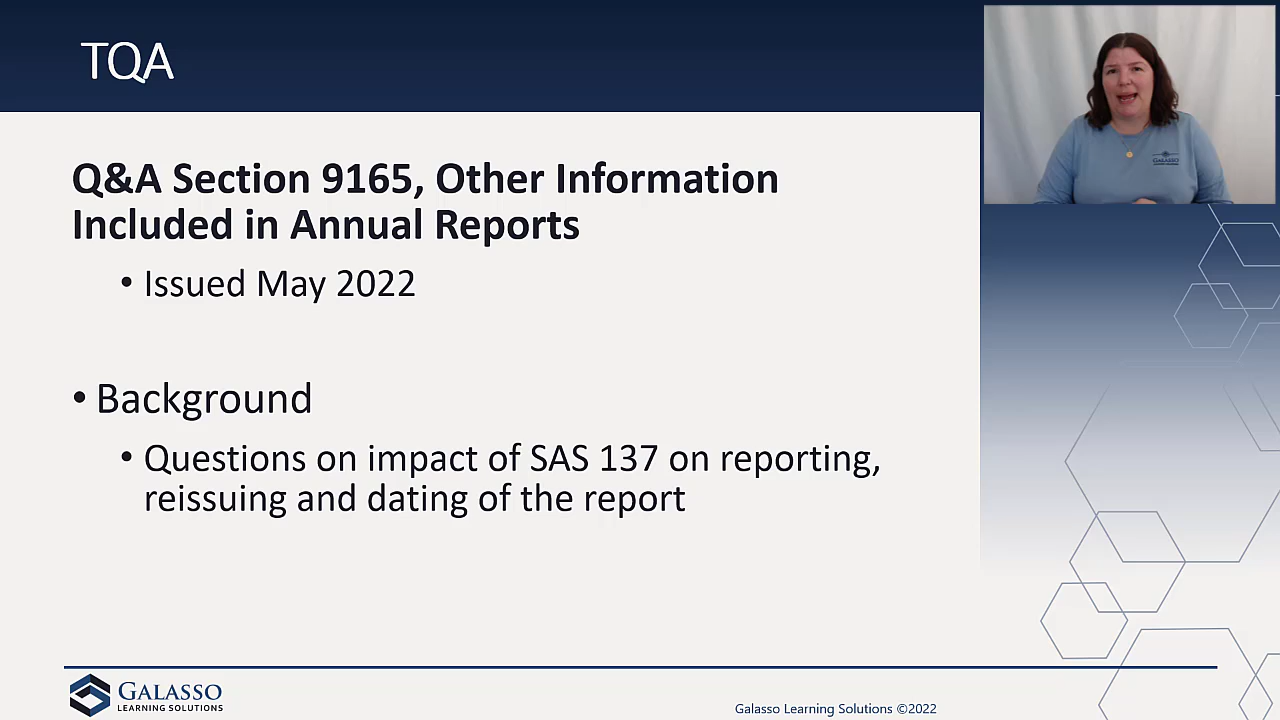 TQA
Q&A Section 9165, Other Information
Included in Annual Reports
• Issued May 2022
• Background
• Questions on impact of SAS 137 on reporting,
reissuing and dating of the report
GALASSO
LEARNING SOLUTIONS
Galasso Learning Solutions ©2022
GALASSO